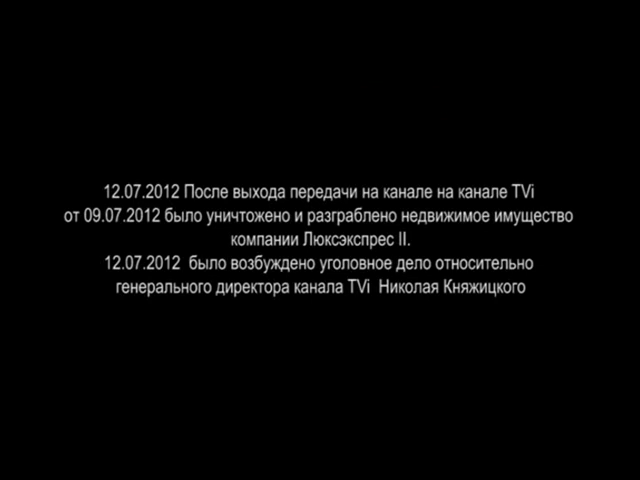 12.07.2012 После выхода передачи на канале на канале TVi
от 09.07.2012 было уничтожено и разграблено недвижимое имущество
компании Люксэкспрес II.
12.07.2012 было возбуждено уголовное дело относительно
генерального директора канала TVi Николая Княжицкого